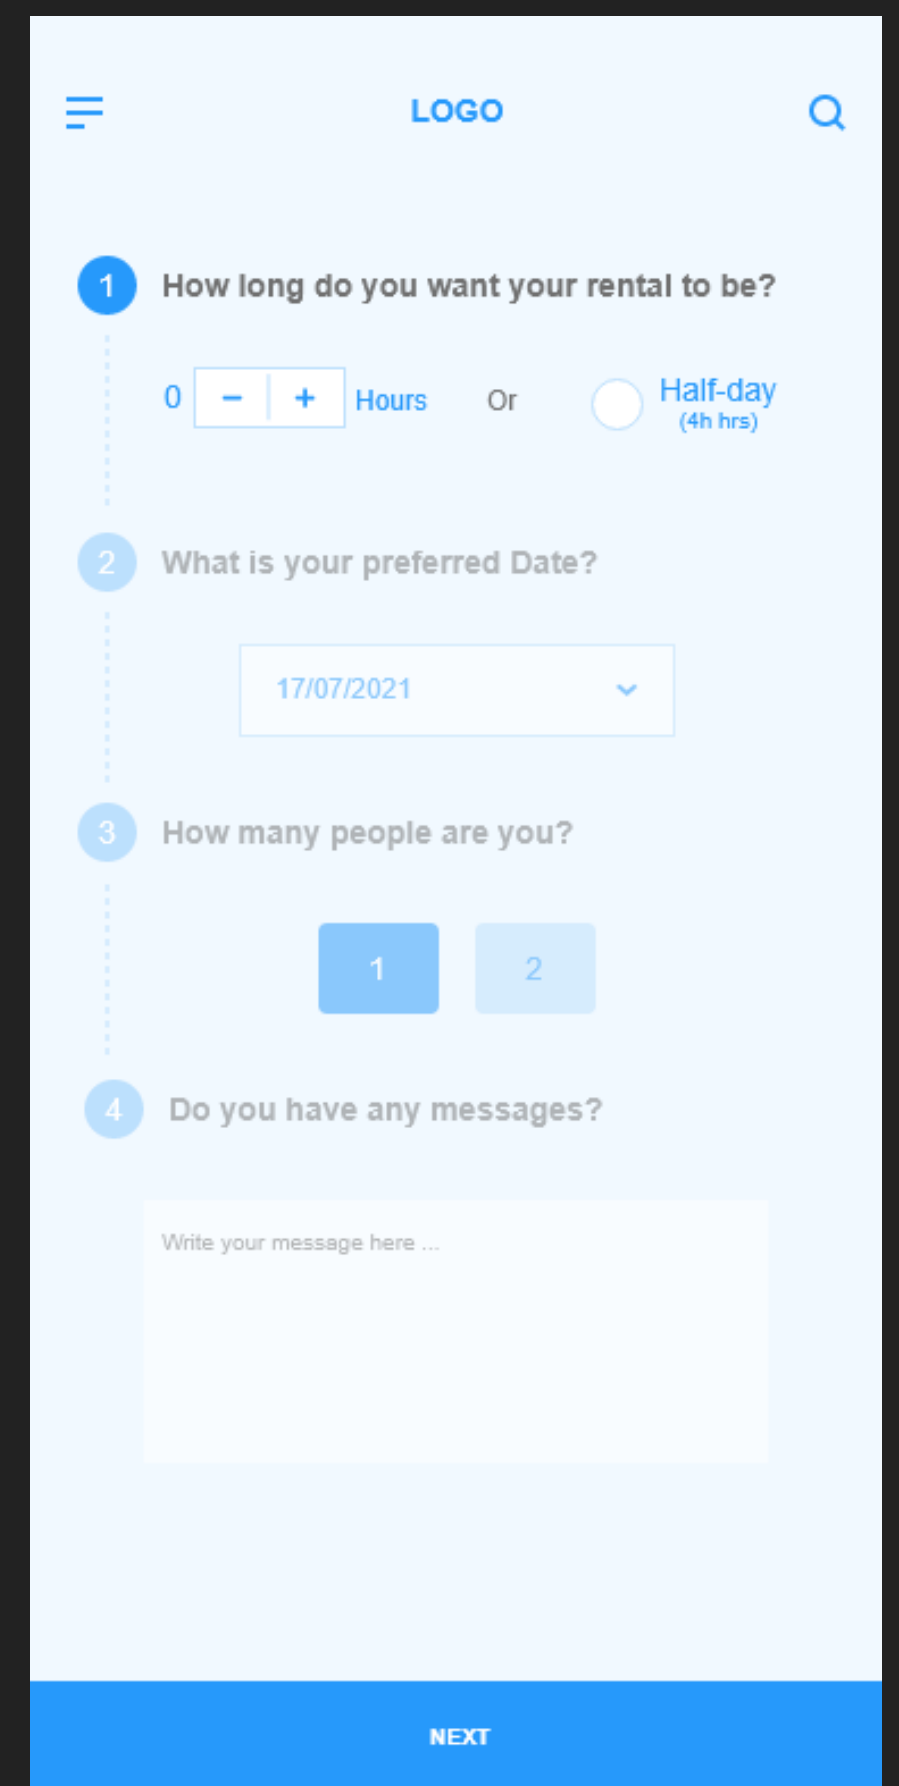 LOGO
1 How long do you want your rental to be?
0 − + Hours Or Half-day
(4h hrs)
2 What is your preferred Date?
17/07/2021
3 How many people are you?
1 2
4 Do you have any messages?
Write your message here ...
NEXT